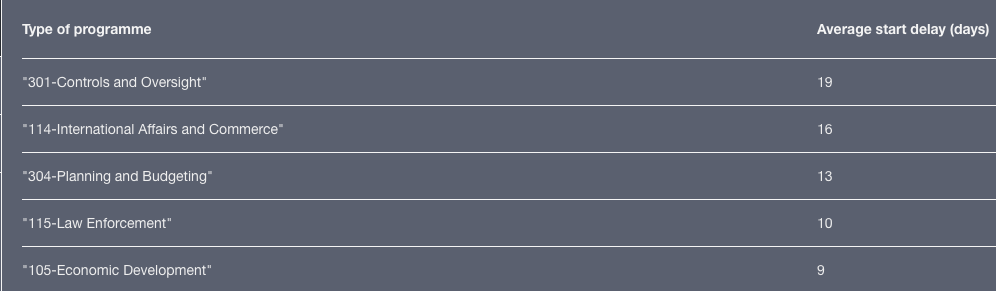 Type of programme Average start delay (days)
"301-Controls and Oversight" 19
"114-International Affairs and Commerce" 16
"304-Planning and Budgeting" 13
"115-Law Enforcement" 10
"105-Economic Development" 9